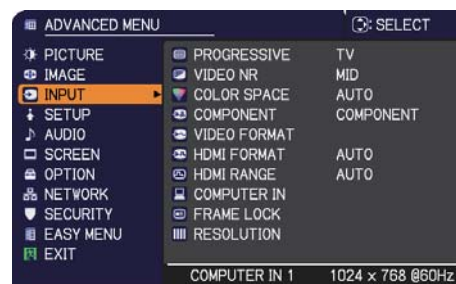 ADVANCED MENU : SELECT
PICTURE PROGRESSIVE TV
IMAGE VIDEO NR MID
INPUT COLOR SPACE AUTO
SETUP COMPONENT COMPONENT
AUDIO VIDEO FORMAT
SCREEN HDMI FORMAT AUTO
OPTION HDMI RANGE AUTO
NETWORK COMPUTER IN
SECURITY FRAME LOCK
EASY MENU RESOLUTION
EXIT
COMPUTER IN 1 1024 x 768 @60Hz